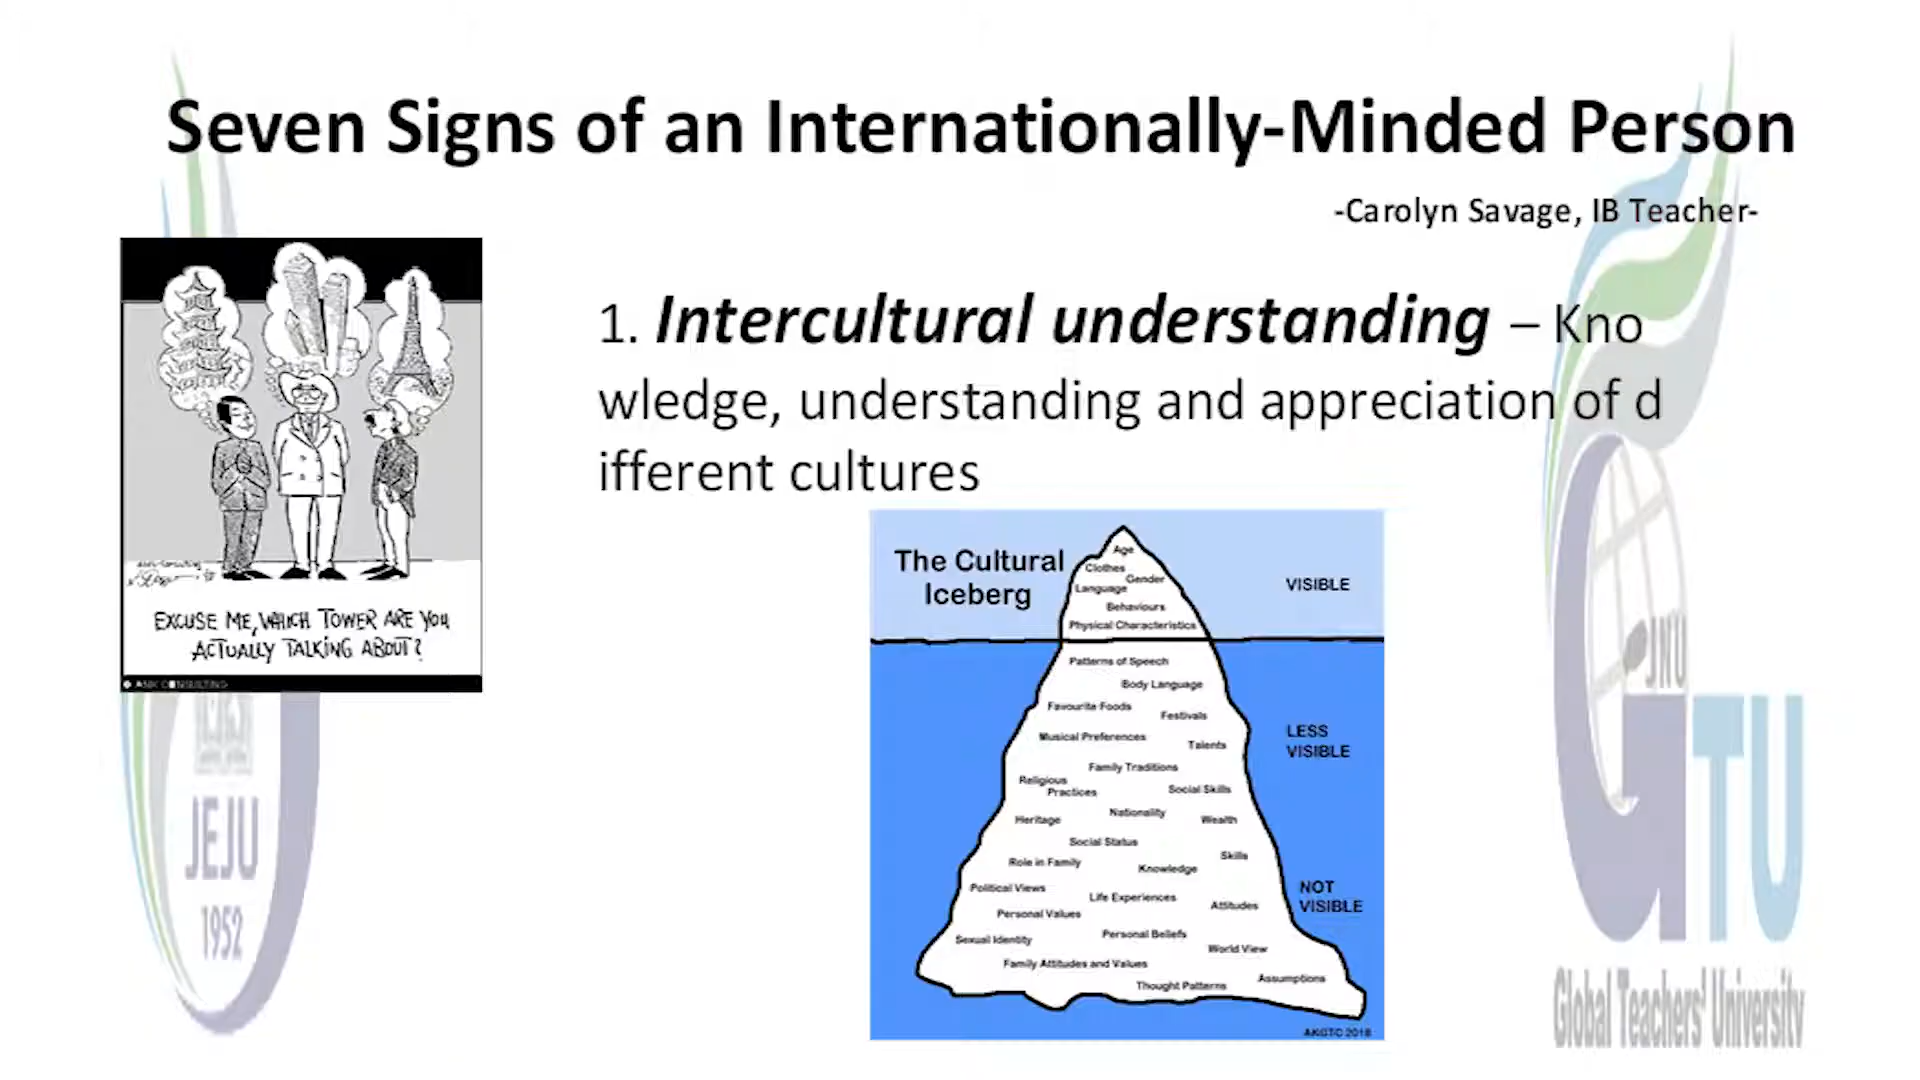 Seven Signs of an Internationally-Minded Person
-Carolyn Savage, IB Teacher-
1. Intercultural understanding – Kno
wledge, understanding and appreciation of d
ifferent cultures
EXCUSE ME, WHICH TOWER ARE YOU
ACTUALLY TALKING ABOUT?
The Cultural
Iceberg
VISIBLE
Age
Clothes
Gender
Language
Behaviours
Physical Characteristics
Patterns of Speech
Body Language
Favourite Foods
Festivals
LESS
VISIBLE
Musical Preferences
Talents
Family Traditions
Religious
Practices
Social Skills
Nationality
Heritage
Wealth
Social Status
Skills
Role in Family
Knowledge
NOT
VISIBLE
Political Views
Life Experiences
Attitudes
Personal Values
Personal Beliefs
Sexual Identity
World View
Family Attitudes and Values
Assumptions
Thought Patterns
AKGTC 2018
JEJU
1952
JNU
GTU
Global Teachers' University